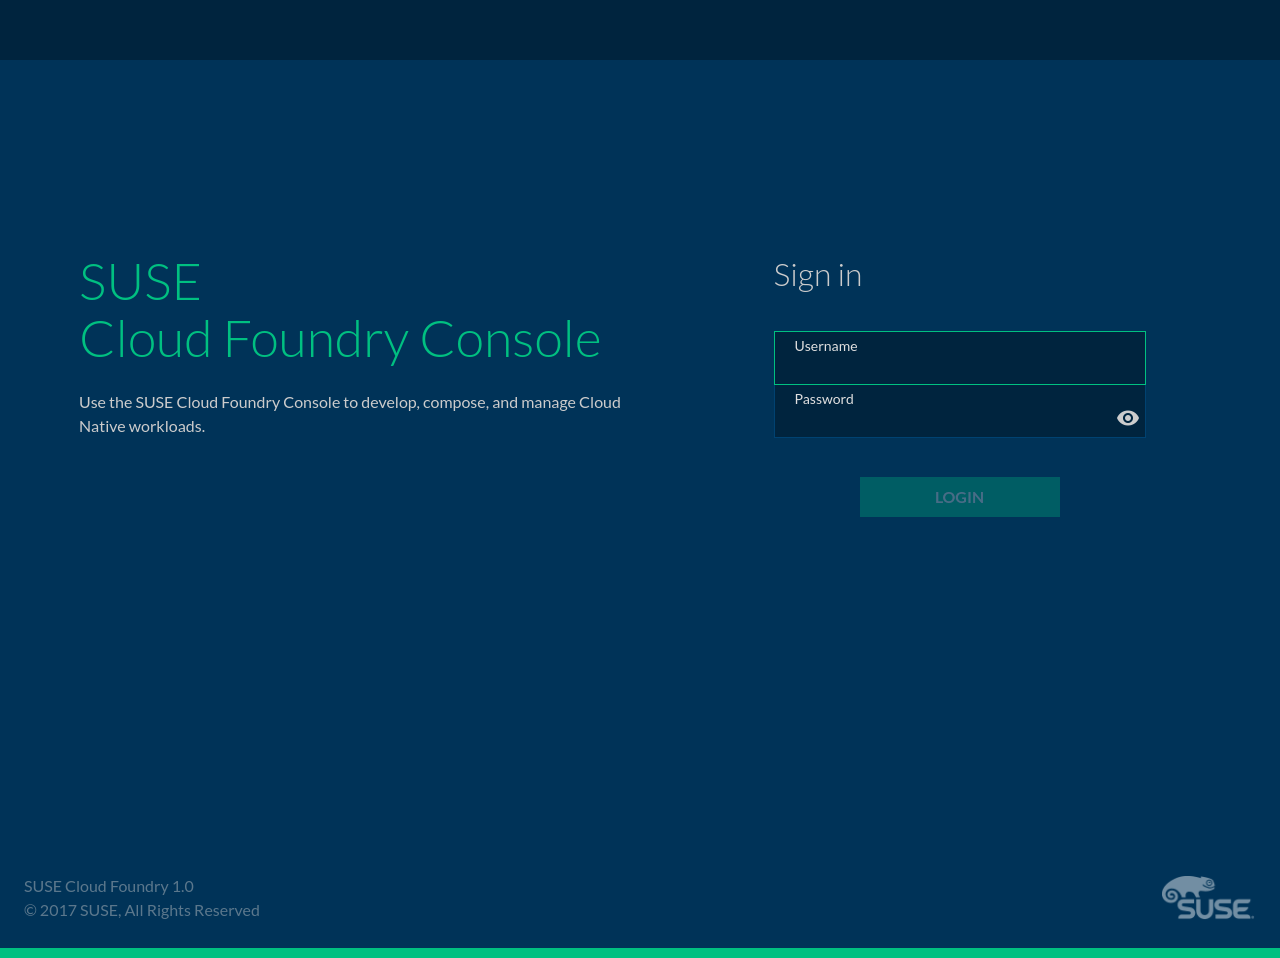 SUSE
Cloud Foundry Console
Use the SUSE Cloud Foundry Console to develop, compose, and manage Cloud
Native workloads.
Sign in
Username
Password
LOGIN
SUSE Cloud Foundry 1.0
© 2017 SUSE, All Rights Reserved
SUSE